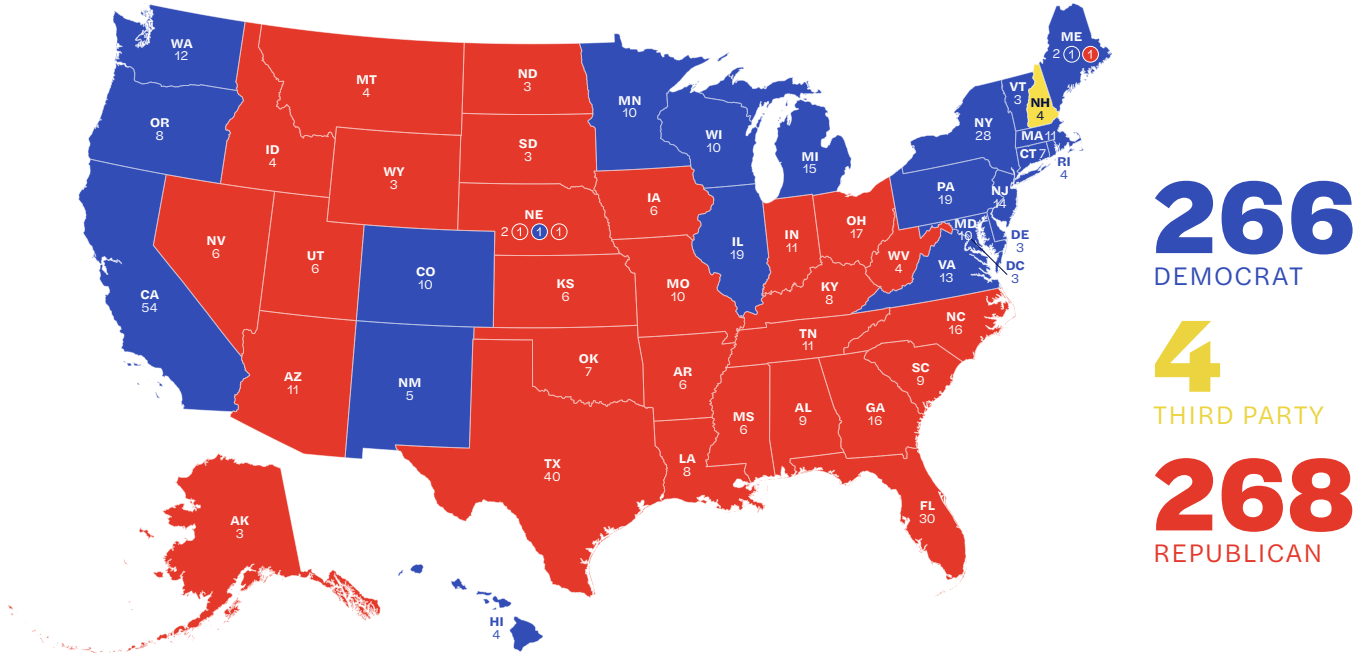 WA
12
OR
8
CA
54
NV
6
ID
4
MT
4
WY
3
UT
6
AZ
11
CO
10
NM
5
ND
3
SD
3
NE
2 1 1 1
KS
6
OK
7
TX
40
MN
10
IA
6
MO
10
AR
6
LA
8
WI
10
IL
19
MI
15
IN
11
OH
17
KY
8
TN
11
MS
6
AL
9
GA
16
FL
30
SC
9
NC
16
VA
13
WV
4
MD
10
DE
3
DC
3
PA
19
NJ
14
NY
28
CT 7
RI
4
MA 11
VT
3
NH
4
ME
2 1 1
AK
3
HI
4
266
DEMOCRAT
4
THIRD PARTY
268
REPUBLICAN